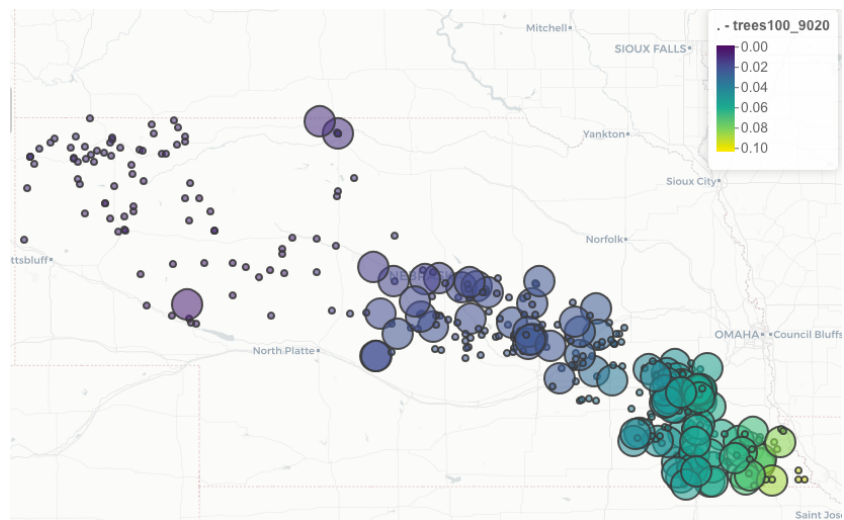 Mitchell
. - trees100_9020
SIOUX FALLS
0.00
0.02
0.04
0.06
0.08
0.10
Yankton
Sioux City
Norfolk
ttsbluff
OMAHA
Council Bluffs
North Platte
Saint Jose